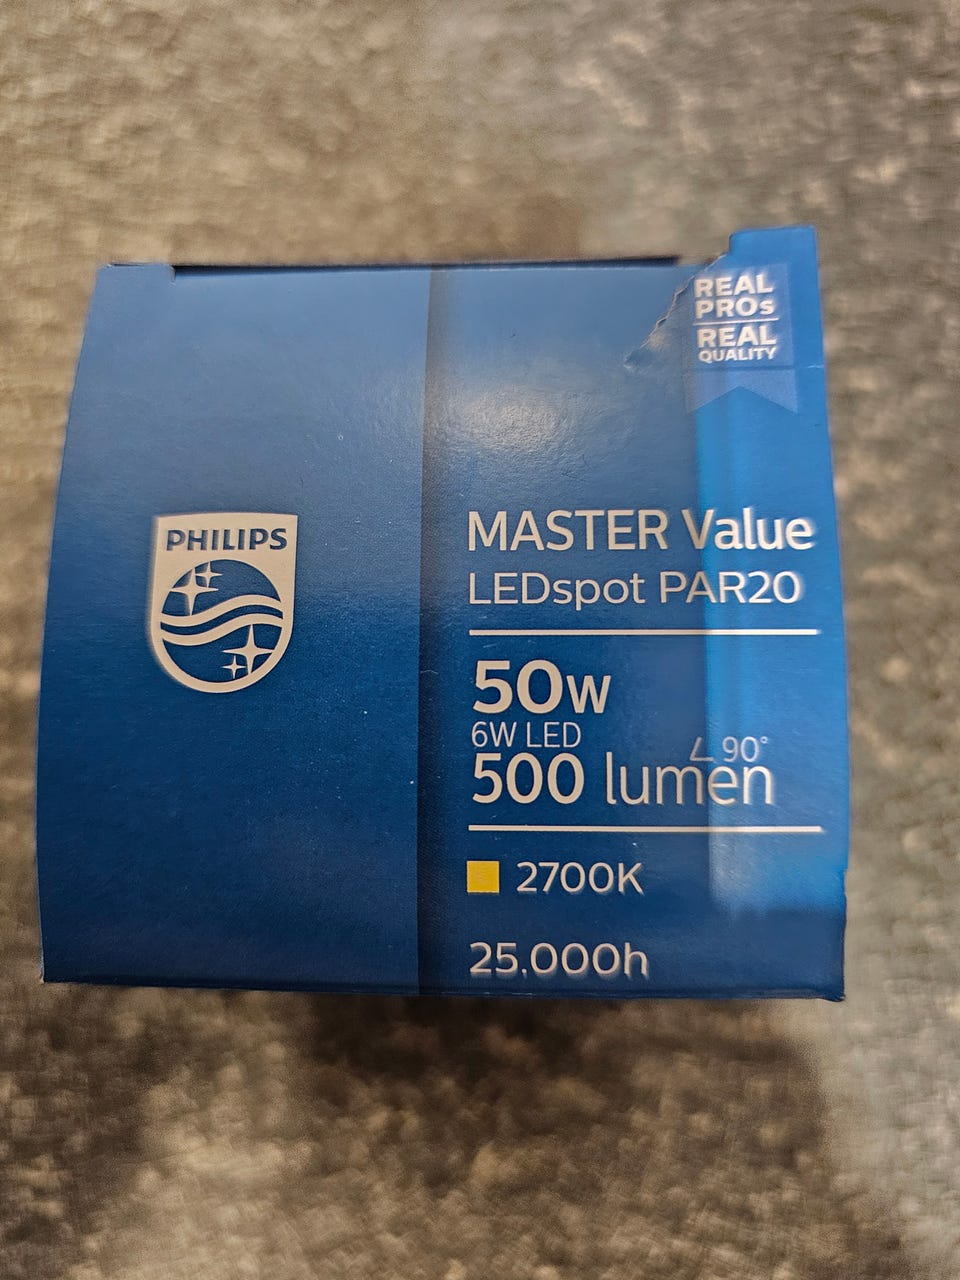 REAL
PROs
REAL
QUALITY
PHILIPS
MASTER Value
LEDspot PAR20
50W
6W LED
∠ 90°
500 lumen
2700K
25.000h